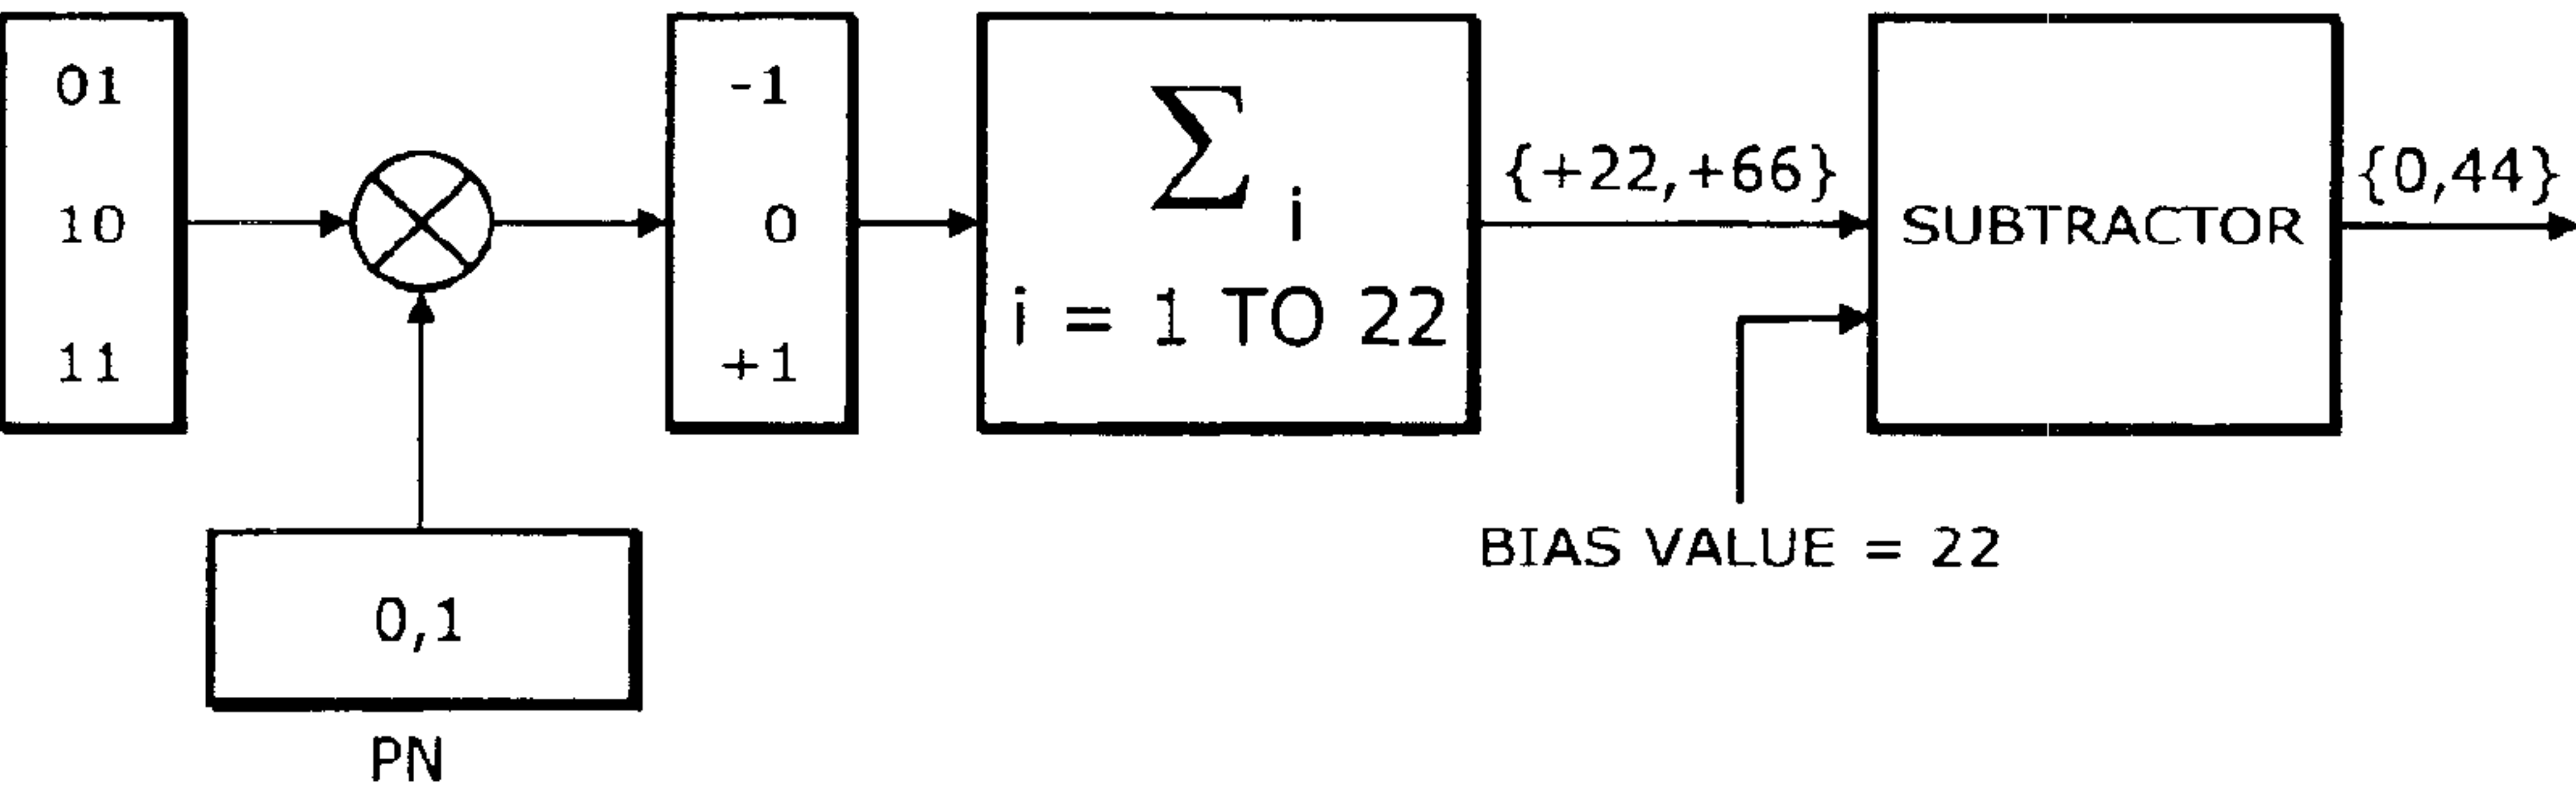 01
10
11
0,1
PN
-1
0
+1
Σ i
i = 1 TO 22
{+22,+66}
SUBTRACTOR
BIAS VALUE = 22
{0,44}